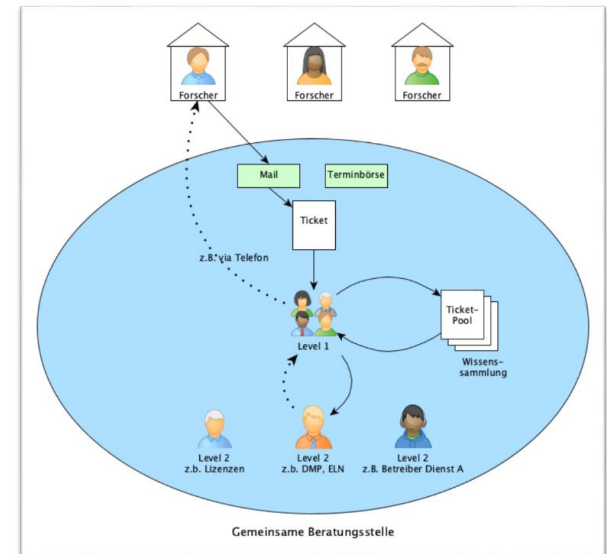 Forscher
Forscher
Forscher
Mail
Terminbörse
Ticket
z.B. via Telefon
Ticket-
Pool
Level 1
Wissens-
sammlung
Level 2
z.b. Lizenzen
Level 2
z.b. DMP, ELN
Level 2
z.B. Betreiber Dienst A
Gemeinsame Beratungsstelle